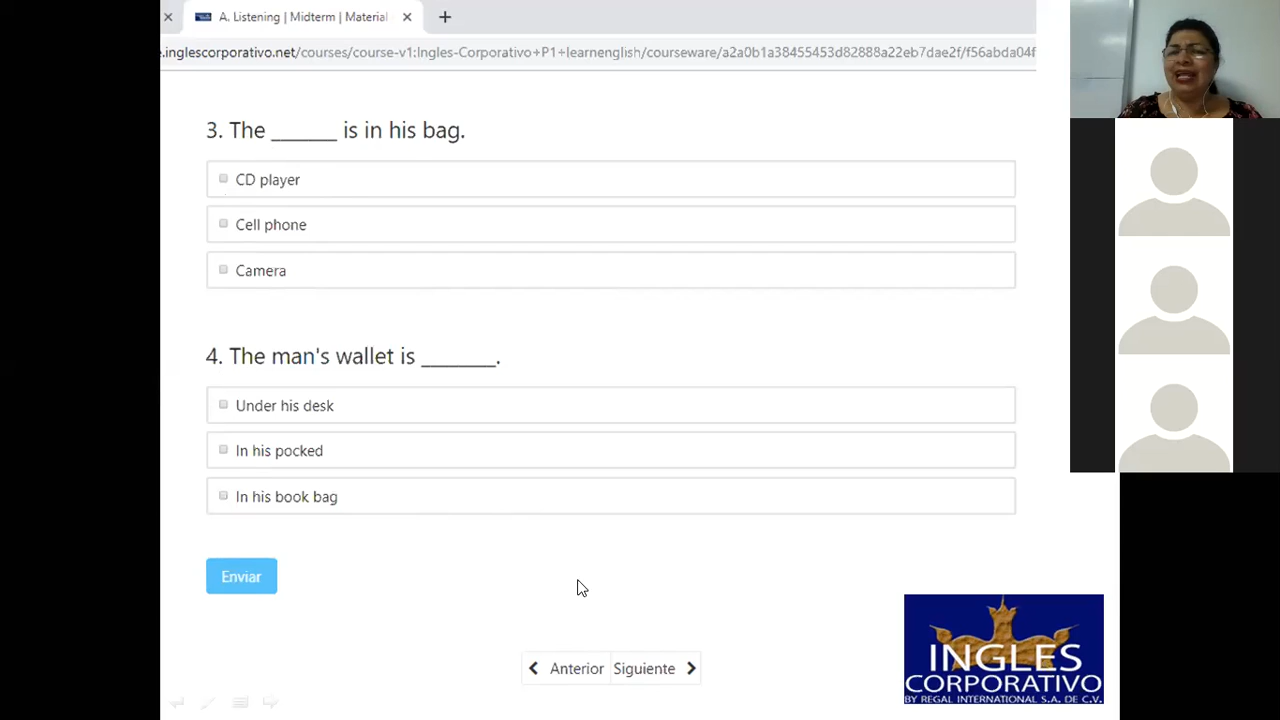 A. Listening | Midterm | Material
.inglescorporativo.net/courses/course-v1:Ingles-Corporativo+P1+learnenglish/courseware/a2a0b1a38455453d82888a22eb7dae2f/f56abda04f
3. The _______ is in his bag.
CD player
Cell phone
Camera
4. The man's wallet is ________.
Under his desk
In his pocked
In his book bag
Enviar
Anterior
Siguiente
INGLES
CORPORATIVO
BY REGAL INTERNATIONAL S.A. DE C.V.